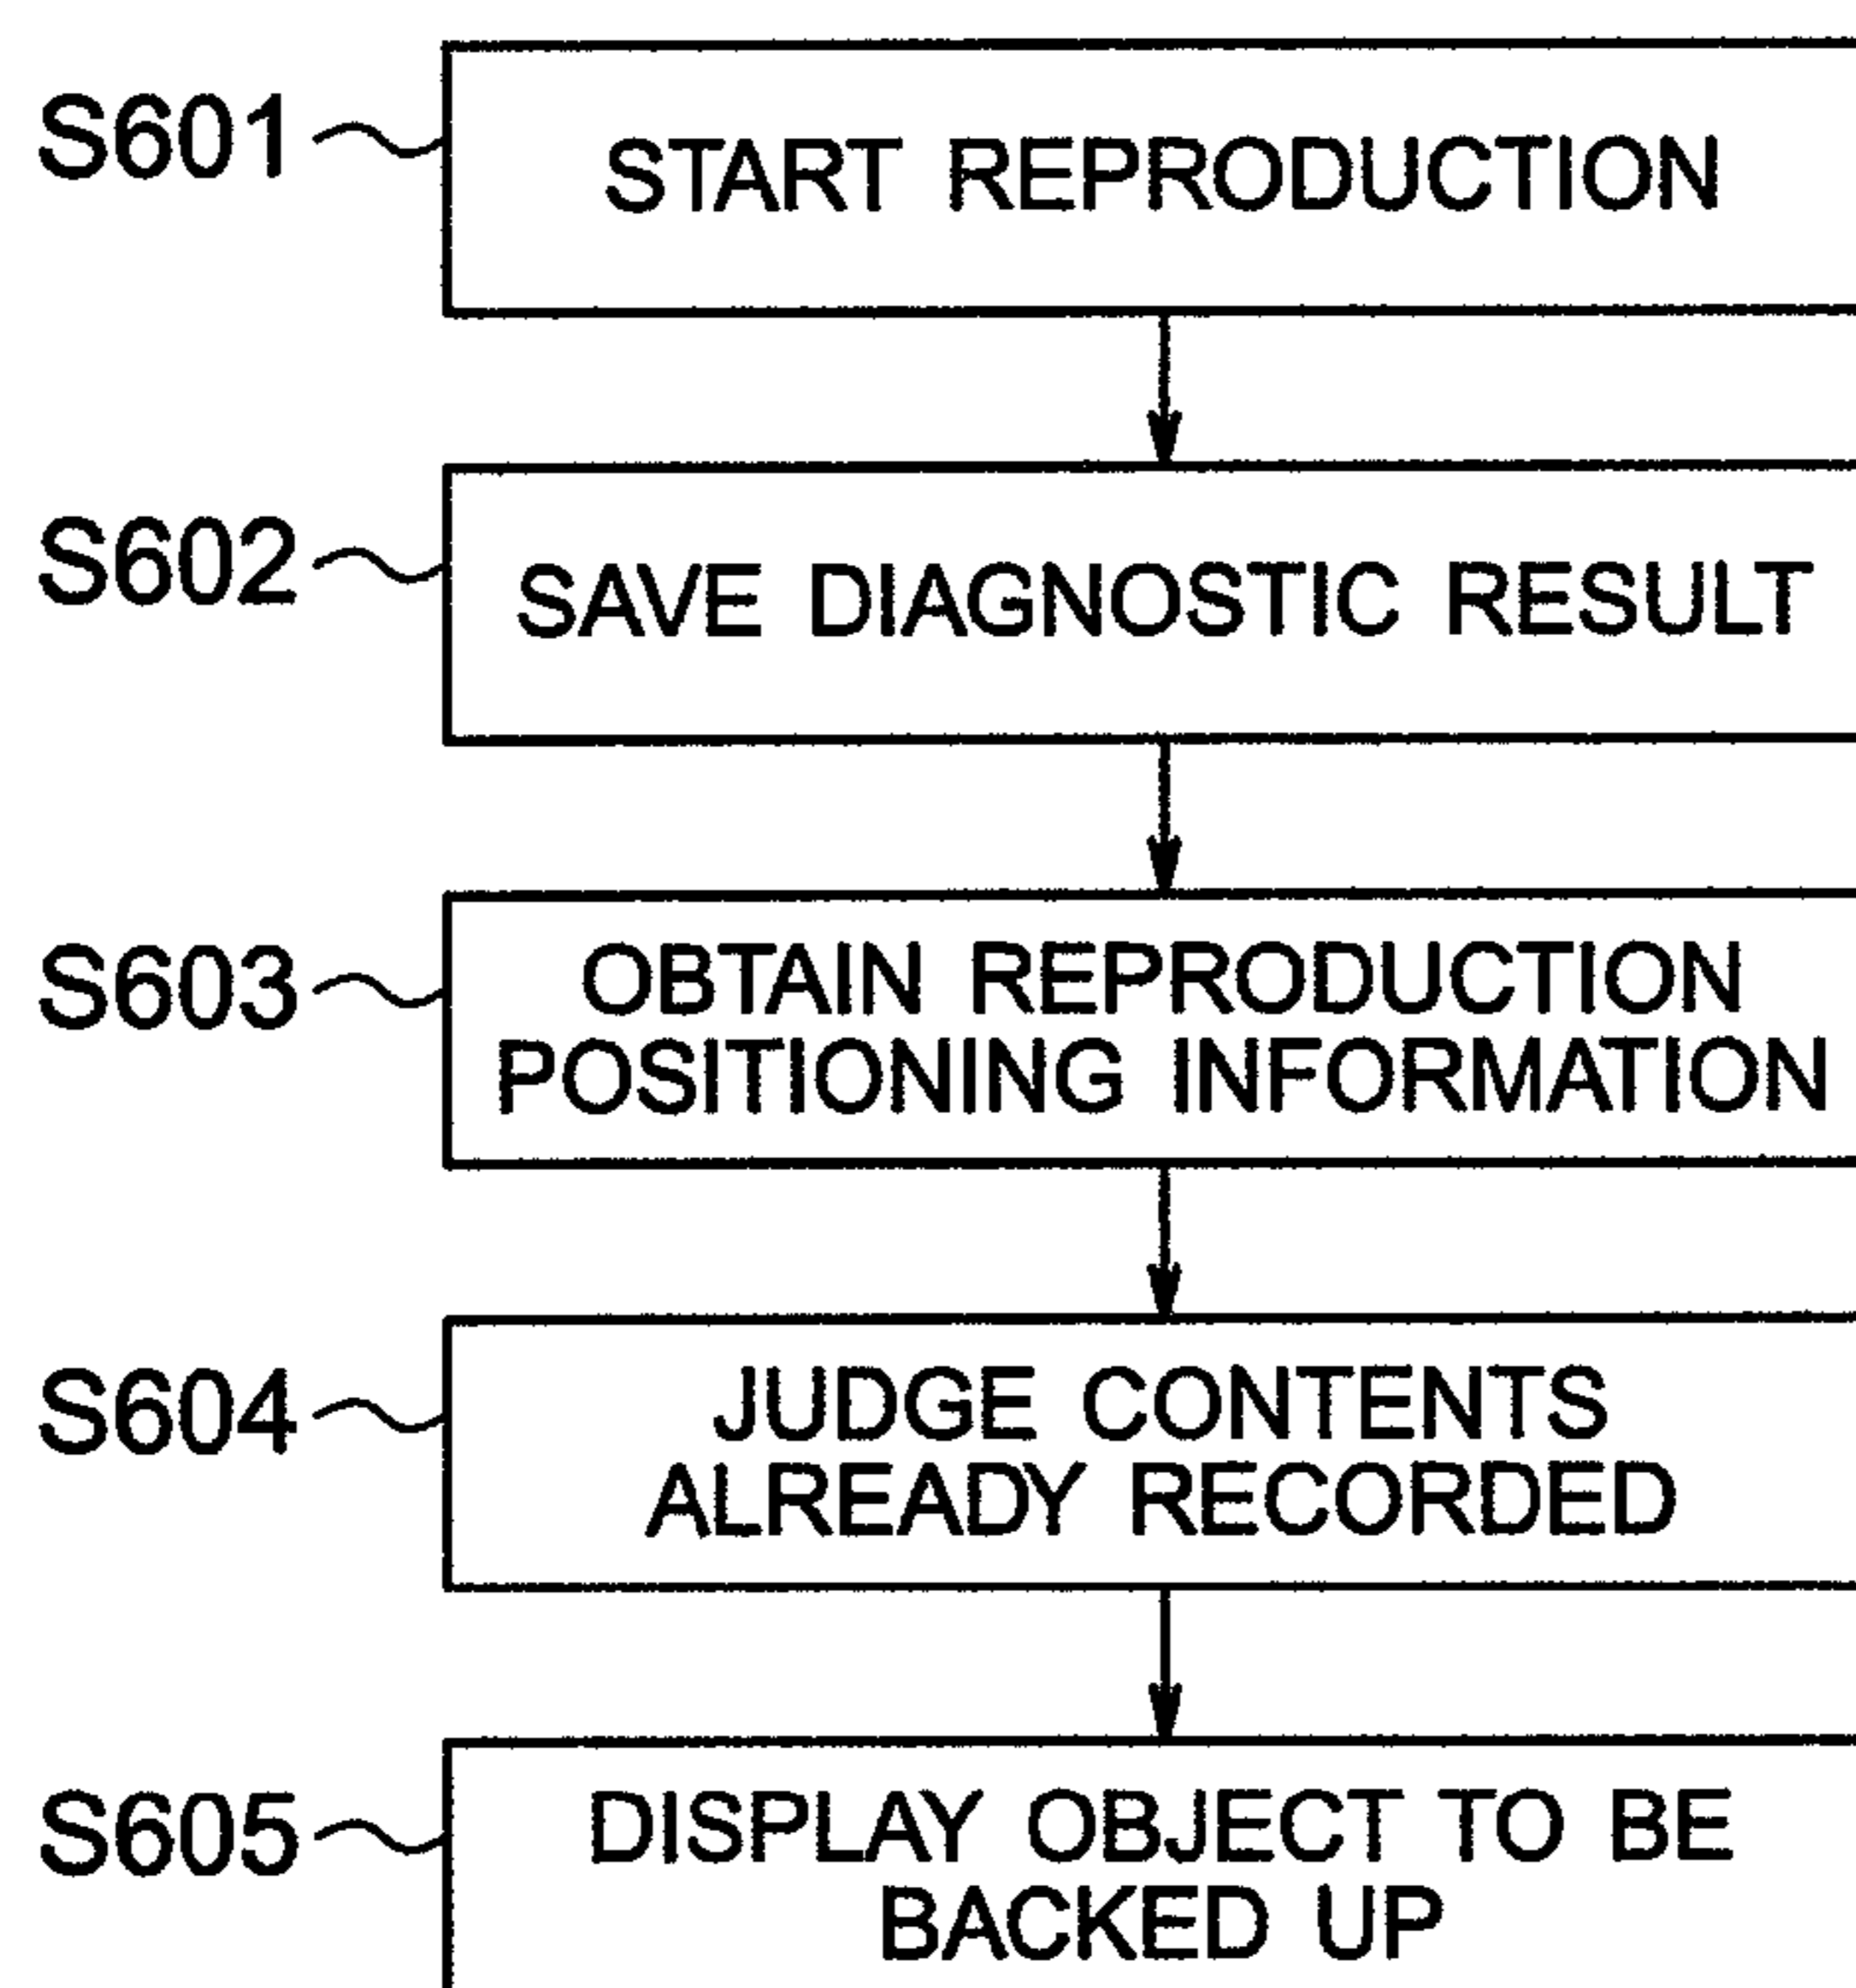 S601
START REPRODUCTION
S602
SAVE DIAGNOSTIC RESULT
S603
OBTAIN REPRODUCTION
POSITIONING INFORMATION
S604
JUDGE CONTENTS
ALREADY RECORDED
S605
DISPLAY OBJECT TO BE
BACKED UP